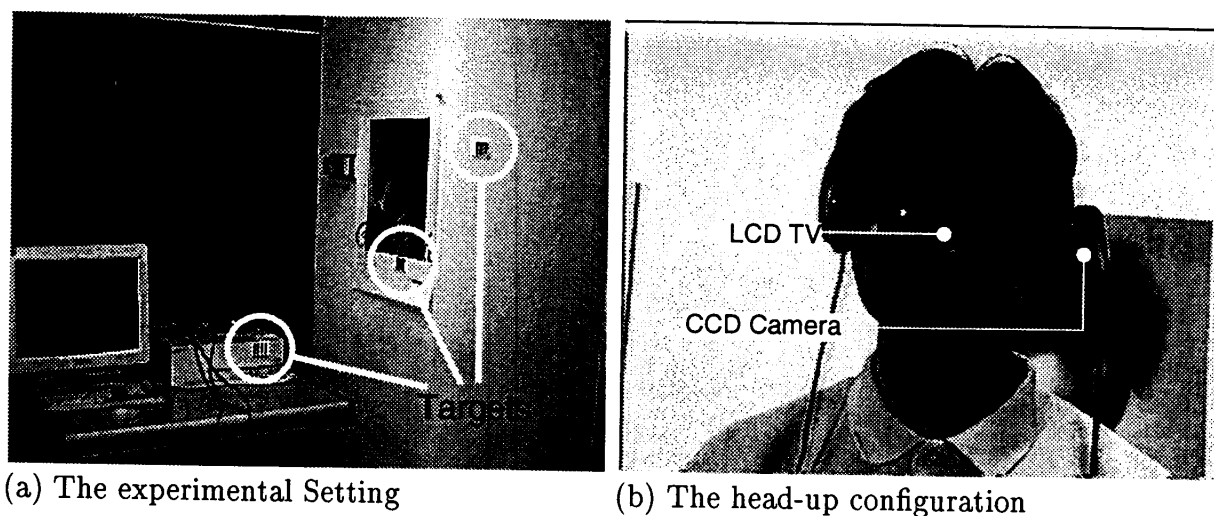 Targets
(a) The experimental Setting
LCD TV
CCD Camera
(b) The head-up configuration